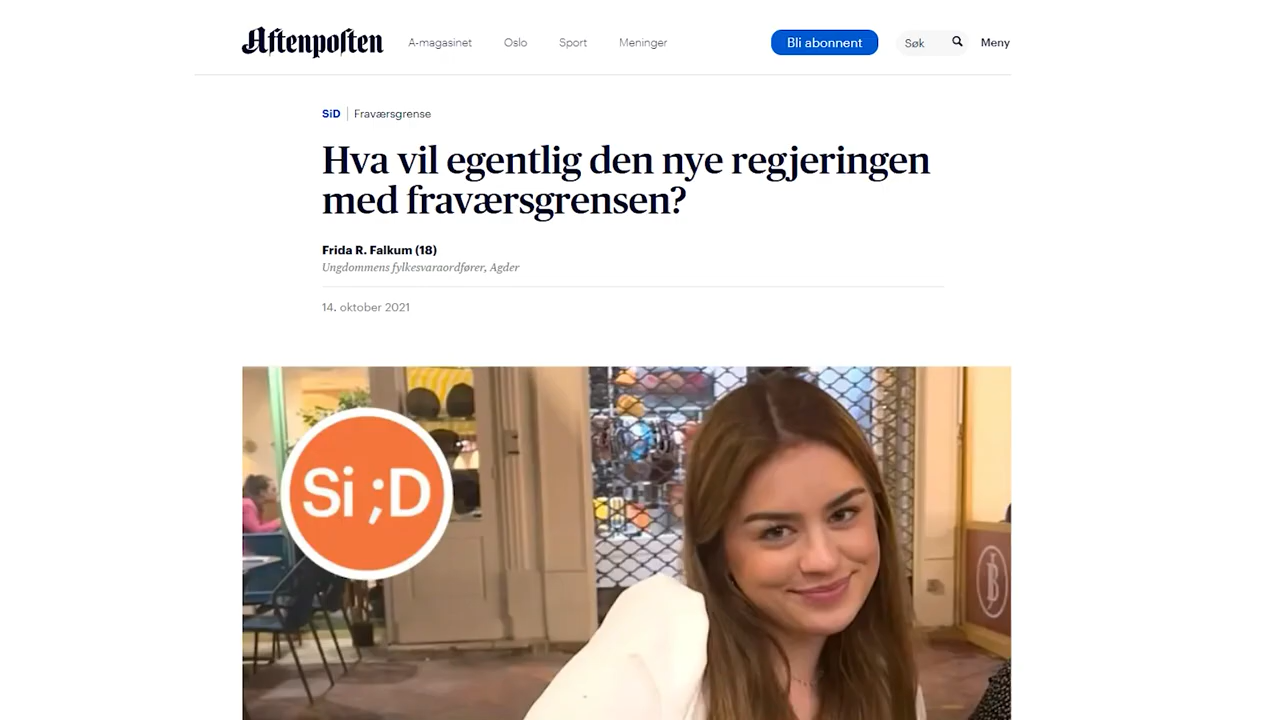 Aftenposten
A-magasinet Oslo Sport Meninger Bli abonnent Søk Meny
SiD Fraværsgrense
Hva vil egentlig den nye regjeringen
med fraværsgrensen?
Frida R. Falkum (18)
Ungdommens fylkesvaraordfører, Agder
14. oktober 2021
Si ;D